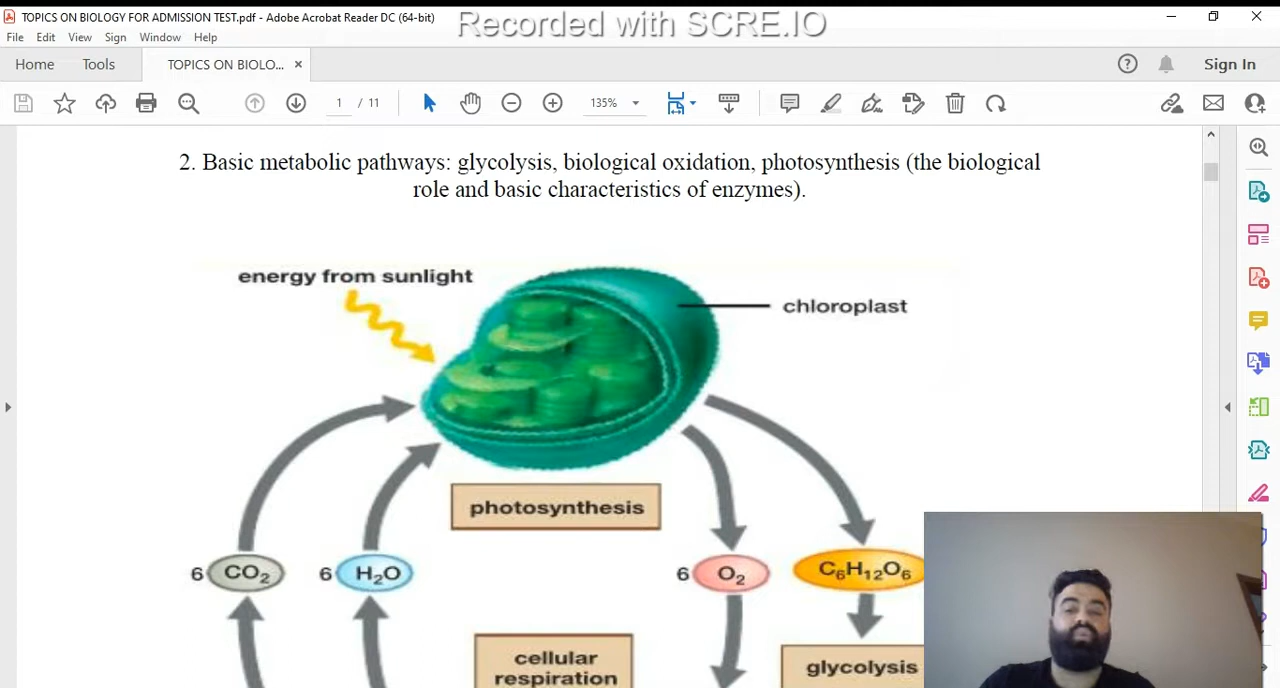 TOPICS ON BIOLOGY FOR ADMISSION TEST.pdf - Adobe Acrobat Reader DC (64-bit)
Recorded with SCRE.IO
File Edit View Sign Window Help
Home Tools TOPICS ON BIOLO... × Sign In
1 / 11 135%
2. Basic metabolic pathways: glycolysis, biological oxidation, photosynthesis (the biological
role and basic characteristics of enzymes).
energy from sunlight
chloroplast
photosynthesis
6 CO₂ 6 H₂O 6 O₂ C₆H₁₂O₆
cellular
respiration
glycolysis